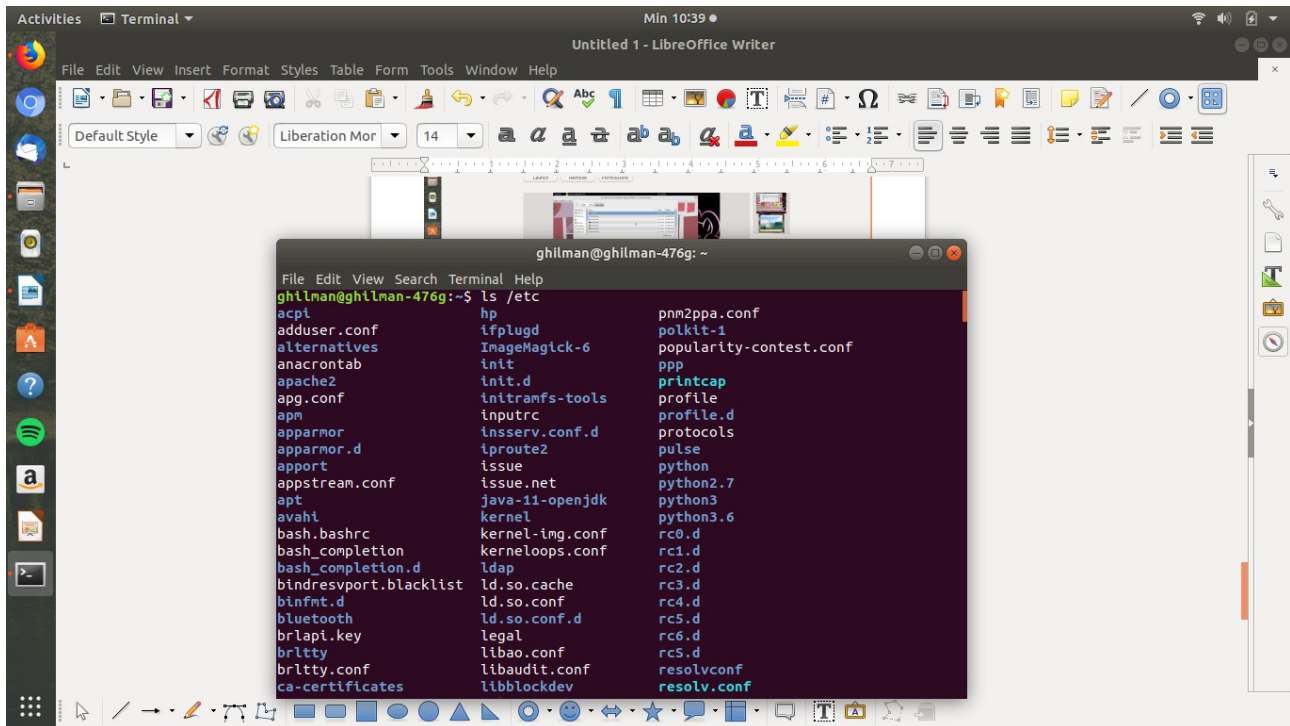 Activities Terminal Min 10:39
Untitled 1 - LibreOffice Writer
File Edit View Insert Format Styles Table Form Tools Window Help
Default Style Liberation Mor 14
ghilman@ghilman-476g: ~
File Edit View Search Terminal Help
ghilman@ghilman-476g:~$ ls /etc
acpi hp pnm2ppa.conf
adduser.conf ifplugd polkit-1
alternatives ImageMagick-6 popularity-contest.conf
anacrontab init ppp
apache2 init.d printcap
apg.conf initramfs-tools profile
apm inputrc profile.d
apparmor insserv.conf.d protocols
apparmor.d iproute2 pulse
apport issue python
appstream.conf issue.net python2.7
apt java-11-openjdk python3
avahi kernel python3.6
bash.bashrc kernel-img.conf rc0.d
bash_completion kerneloops.conf rc1.d
bash_completion.d ldap rc2.d
bindresvport.blacklist ld.so.cache rc3.d
binfmt.d ld.so.conf rc4.d
bluetooth ld.so.conf.d rc5.d
brlapi.key legal rc6.d
brltty libao.conf rcS.d
brltty.conf libaudit.conf resolvconf
ca-certificates libblockdev resolv.conf